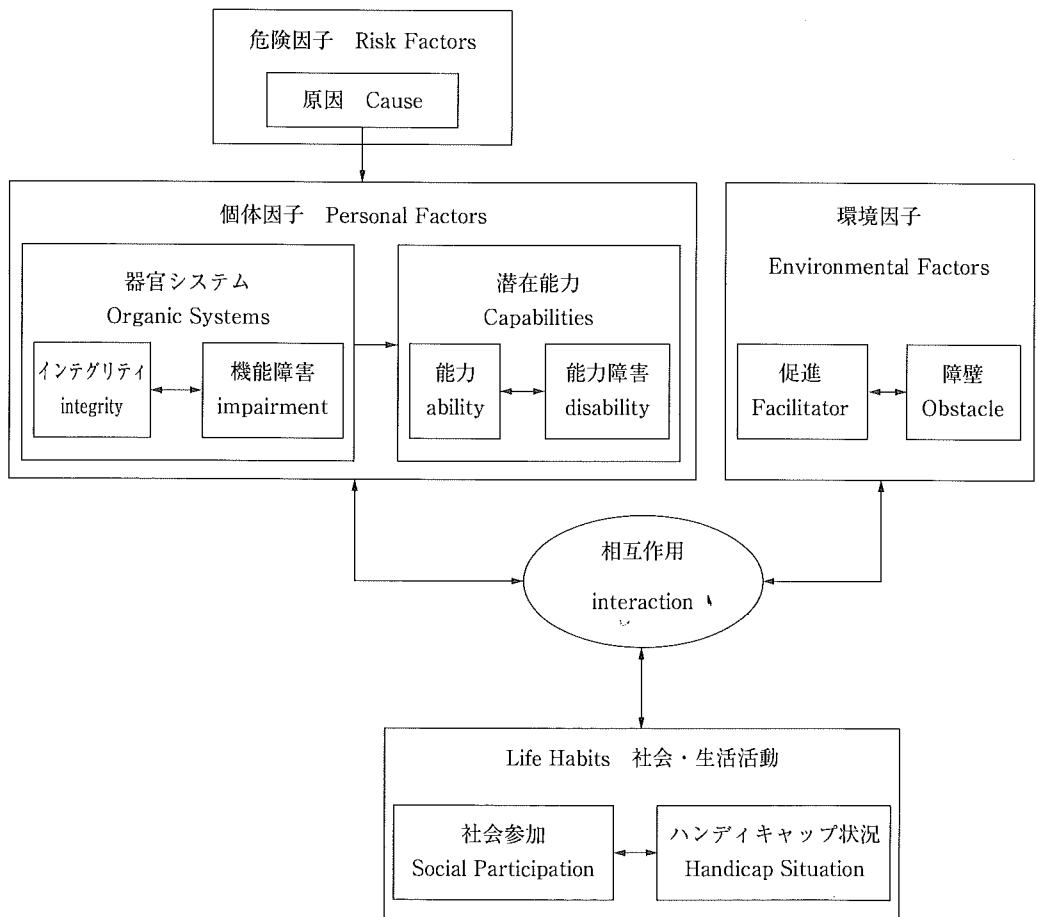 危険因子　Risk Factors
原因　Cause
個体因子　Personal Factors
器官システム
Organic Systems
インテグリティ
integrity
機能障害
impairment
潜在能力
Capabilities
能力
ability
能力障害
disability
環境因子
Environmental Factors
促進
Facilitator
障壁
Obstacle
相互作用
interaction
Life Habits　社会・生活活動
社会参加
Social Participation
ハンディキャップ状況
Handicap Situation